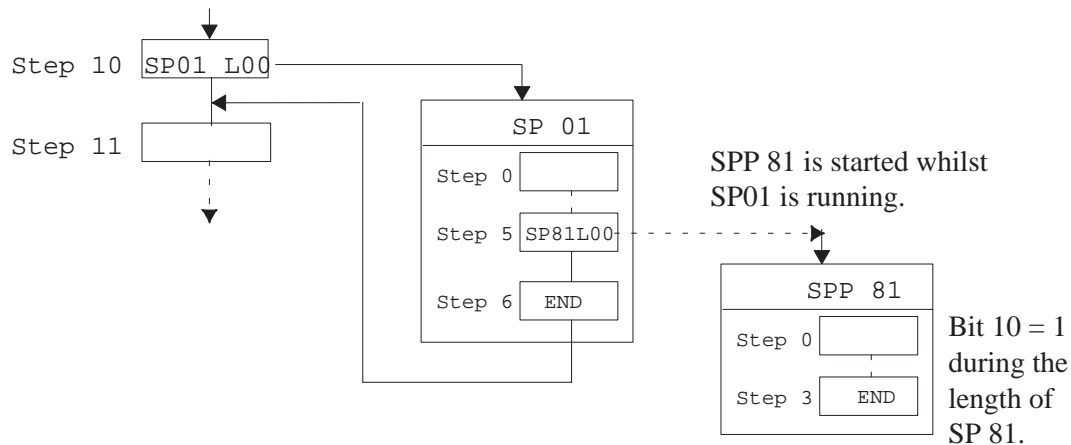 Step 10 SP01 L00
Step 11
SP 01
Step 0
Step 5 SP81L00
Step 6 END
SPP 81 is started whilst
SP01 is running.
SPP 81
Step 0
Step 3 END
Bit 10 = 1
during the
length of
SP 81.